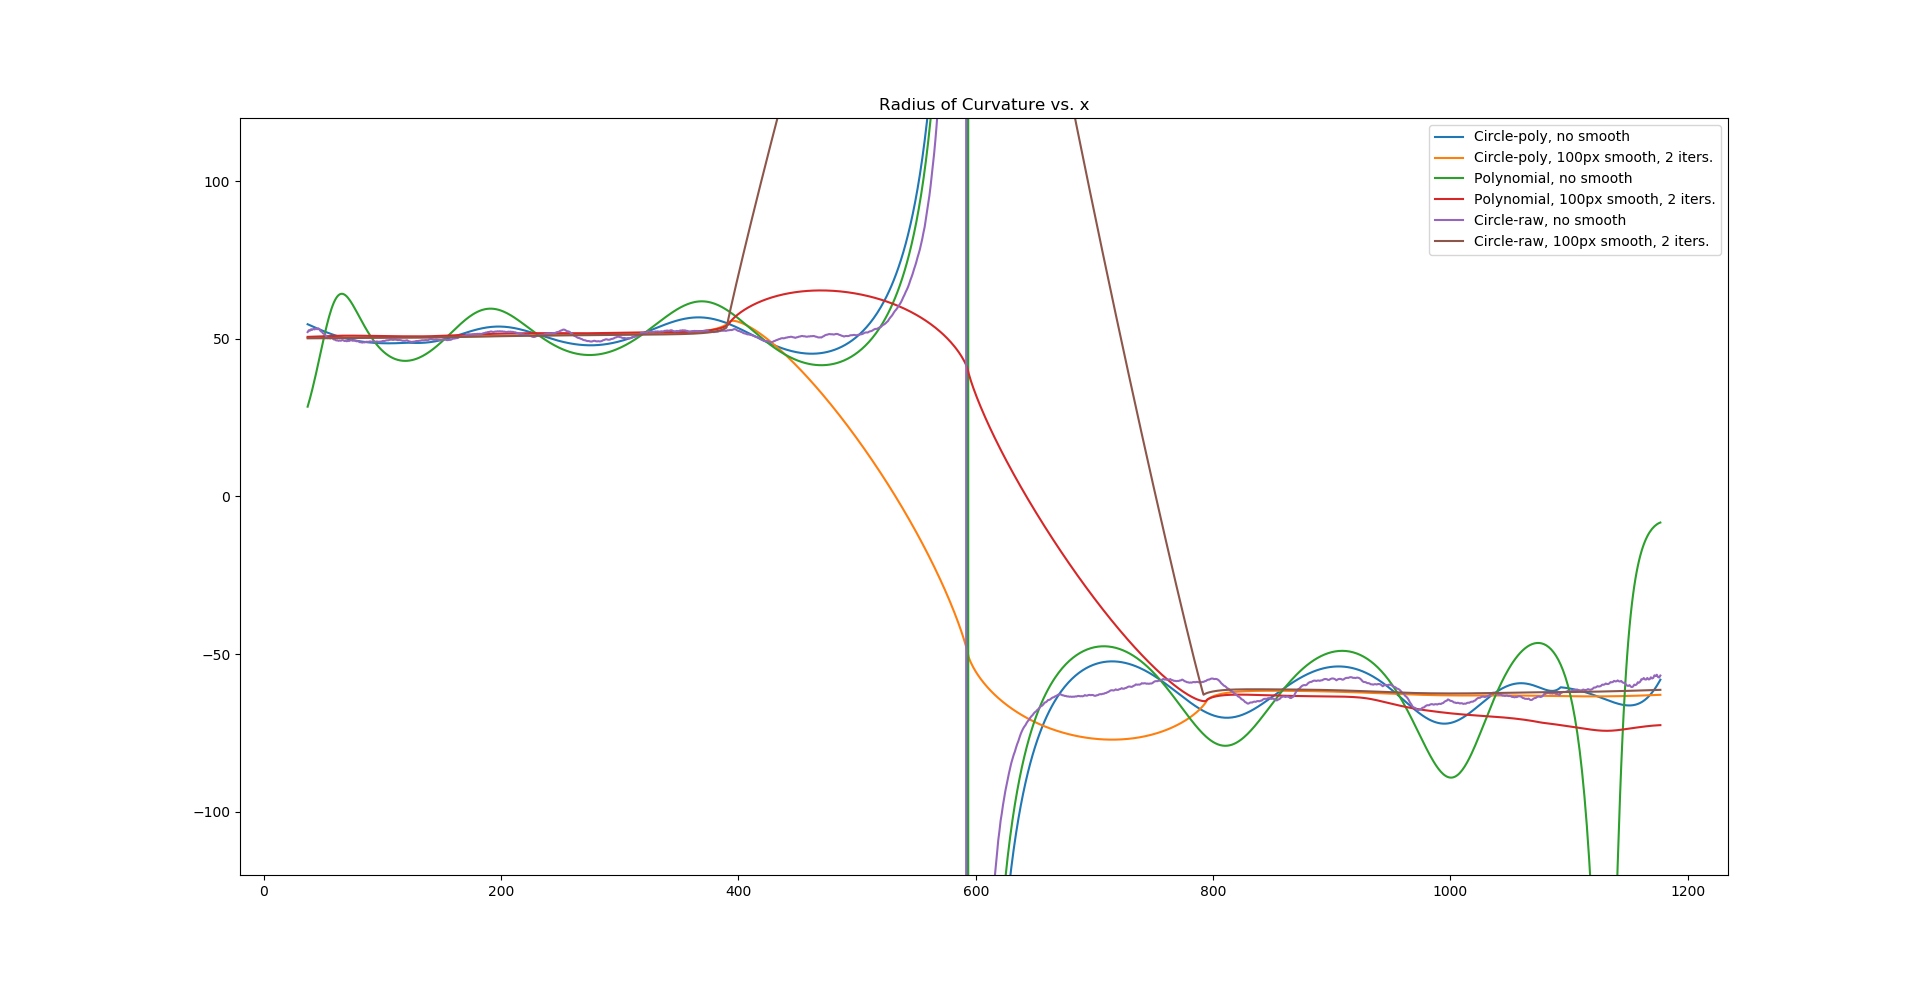 Radius of Curvature vs. x
Circle-poly, no smooth
Circle-poly, 100px smooth, 2 iters.
Polynomial, no smooth
Polynomial, 100px smooth, 2 iters.
Circle-raw, no smooth
Circle-raw, 100px smooth, 2 iters.
100
50
0
−50
−100
0 200 400 600 800 1000 1200